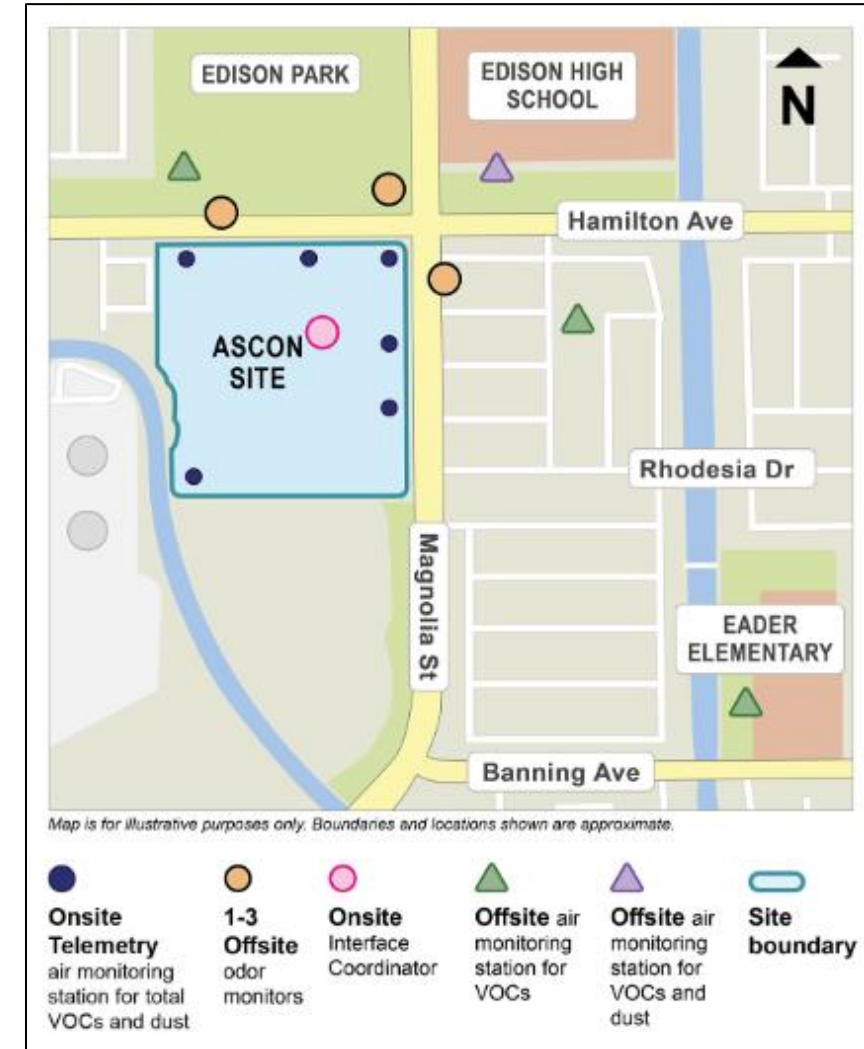 EDISON PARK
EDISON HIGH
SCHOOL
N
Hamilton Ave
ASCON
SITE
Rhodesia Dr
Magnolia St
EADER
ELEMENTARY
Banning Ave
Map is for illustrative purposes only. Boundaries and locations shown are approximate.
Onsite
Telemetry
air monitoring
station for total
VOCs and dust
1-3
Offsite
odor
monitors
Onsite
Interface
Coordinator
Offsite air
monitoring
station for
VOCs
Offsite air
monitoring
station for
VOCs and
dust
Site
boundary